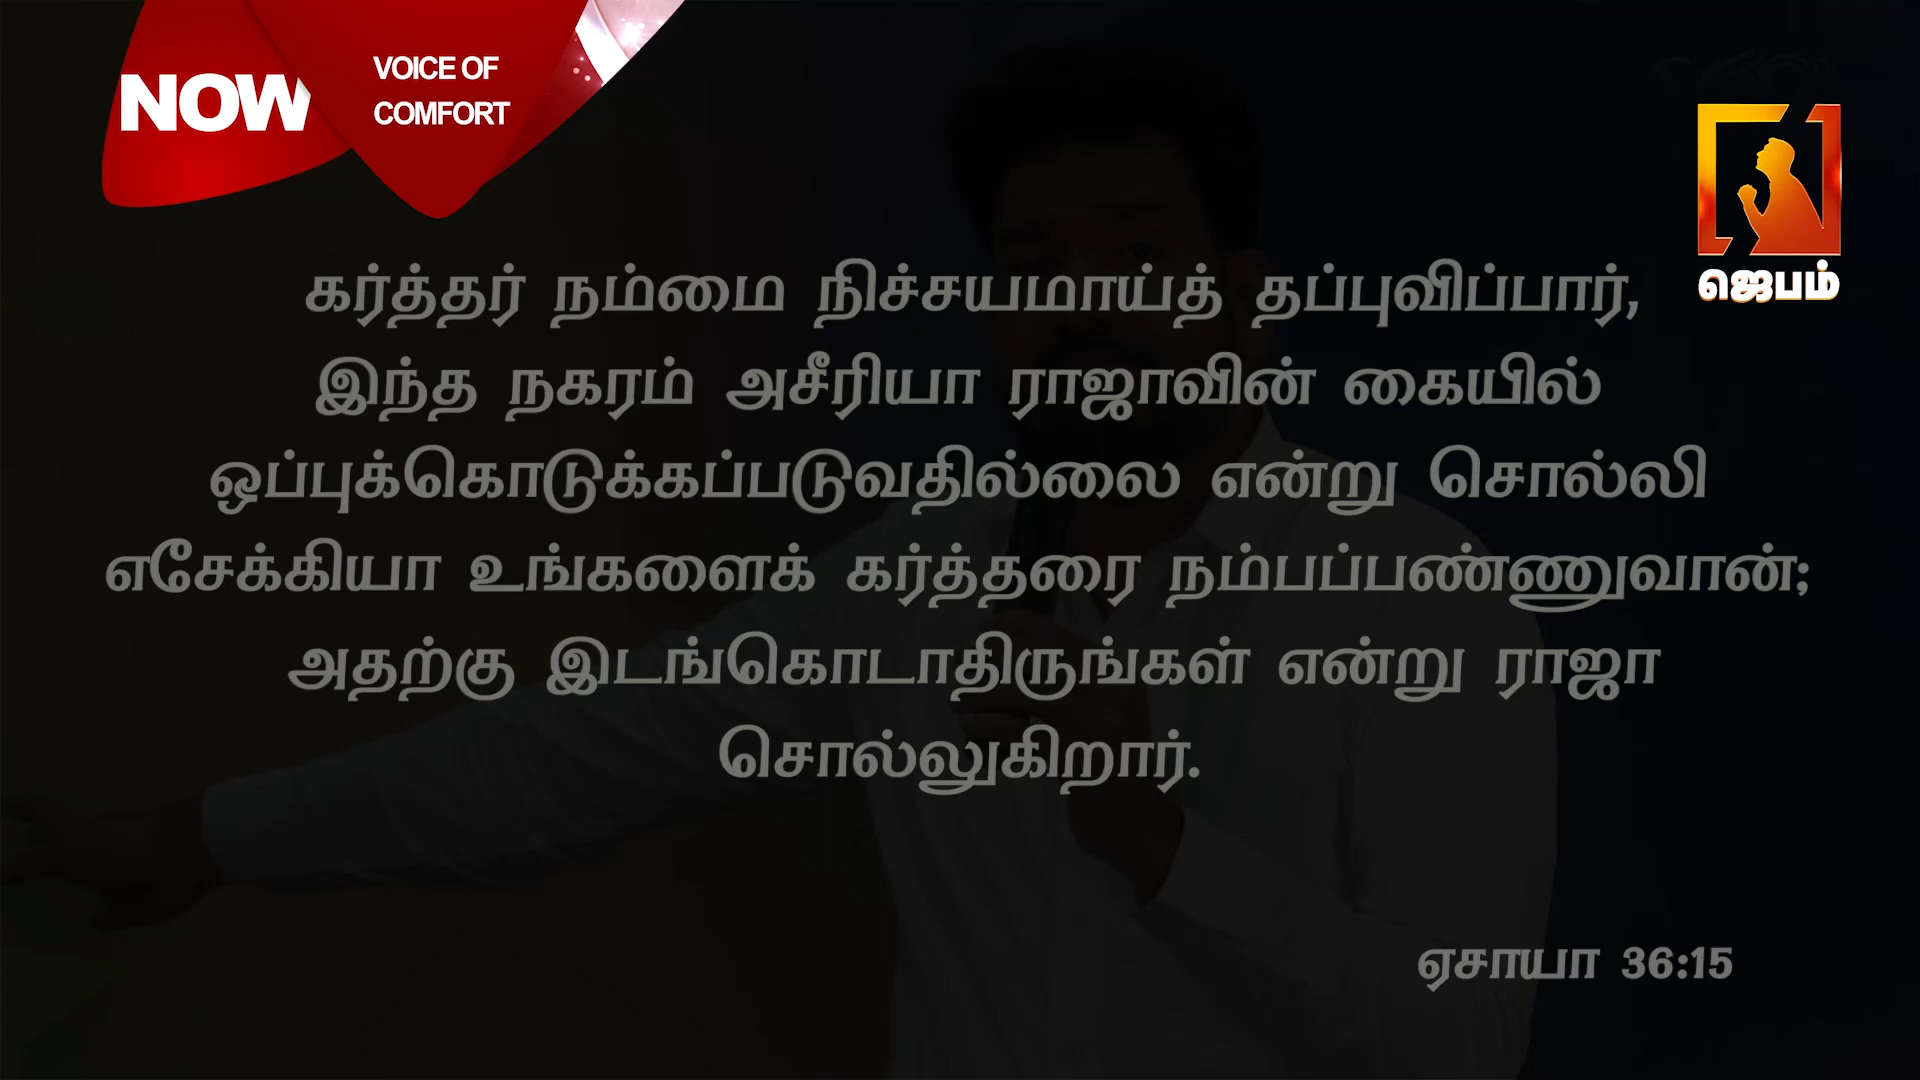 NOW
VOICE OF
COMFORT
ஜெபம்
கர்த்தர் நம்மை நிச்சயமாய்த் தப்புவிப்பார்,
இந்த நகரம் அசீரியா ராஜாவின் கையில்
ஒப்புக்கொடுக்கப்படுவதில்லை என்று சொல்லி
எசேக்கியா உங்களைக் கர்த்தரை நம்பப்பண்ணுவான்;
அதற்கு இடங்கொடாதிருங்கள் என்று ராஜா
சொல்லுகிறார்.
ஏசாயா 36:15